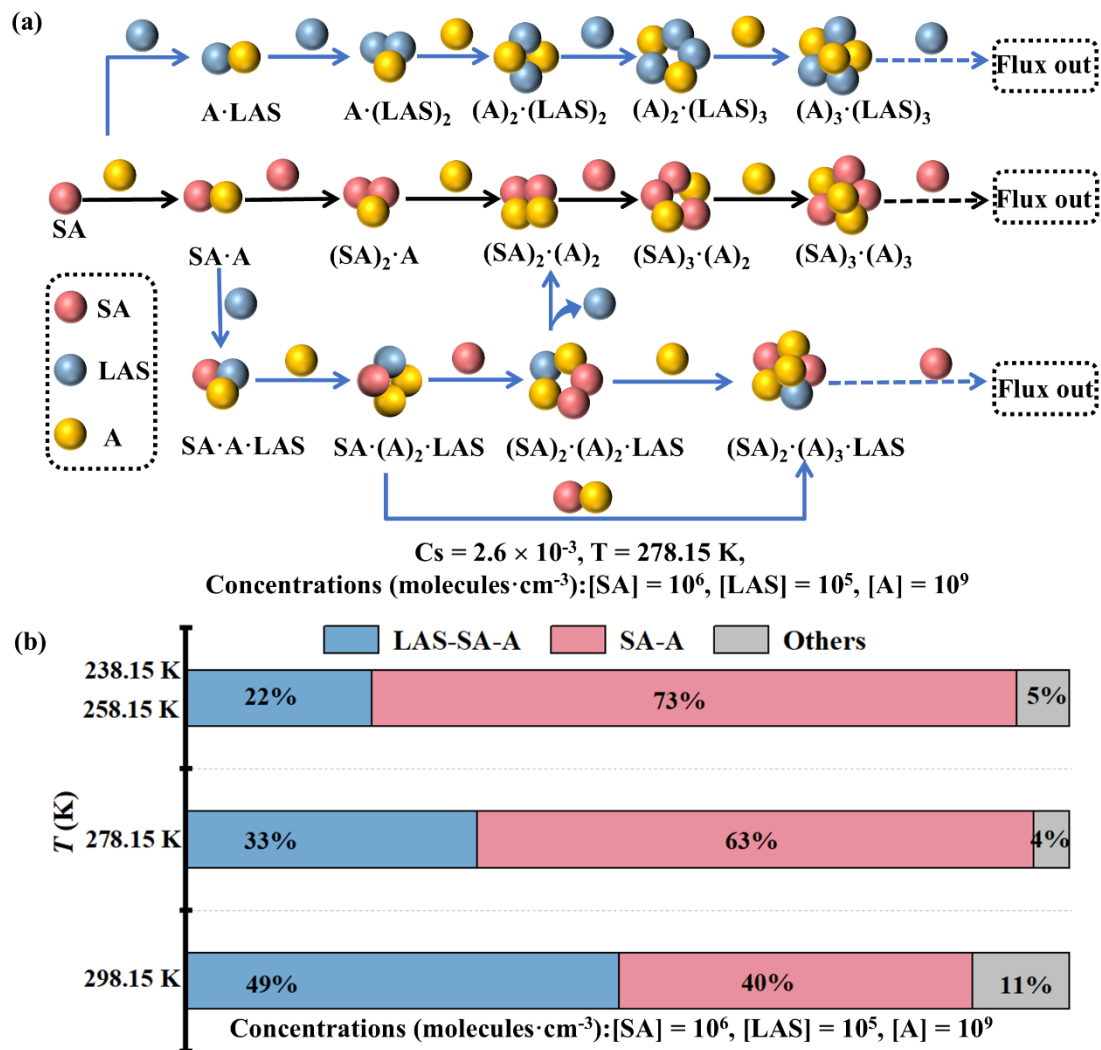 (a)
A·LAS A·(LAS)₂ (A)₂·(LAS)₂ (A)₂·(LAS)₃ (A)₃·(LAS)₃ Flux out
SA SA·A (SA)₂·A (SA)₂·(A)₂ (SA)₃·(A)₂ (SA)₃·(A)₃ Flux out
SA
LAS
A
SA·A·LAS SA·(A)₂·LAS (SA)₂·(A)₂·LAS (SA)₂·(A)₃·LAS Flux out
Cs = 2.6 × 10⁻³, T = 278.15 K,
Concentrations (molecules·cm⁻³):[SA] = 10⁶, [LAS] = 10⁵, [A] = 10⁹
(b)
LAS-SA-A SA-A Others
T (K)
238.15 K
258.15 K
22% 73% 5%
278.15 K 33% 63% 4%
298.15 K 49% 40% 11%
Concentrations (molecules·cm⁻³):[SA] = 10⁶, [LAS] = 10⁵, [A] = 10⁹